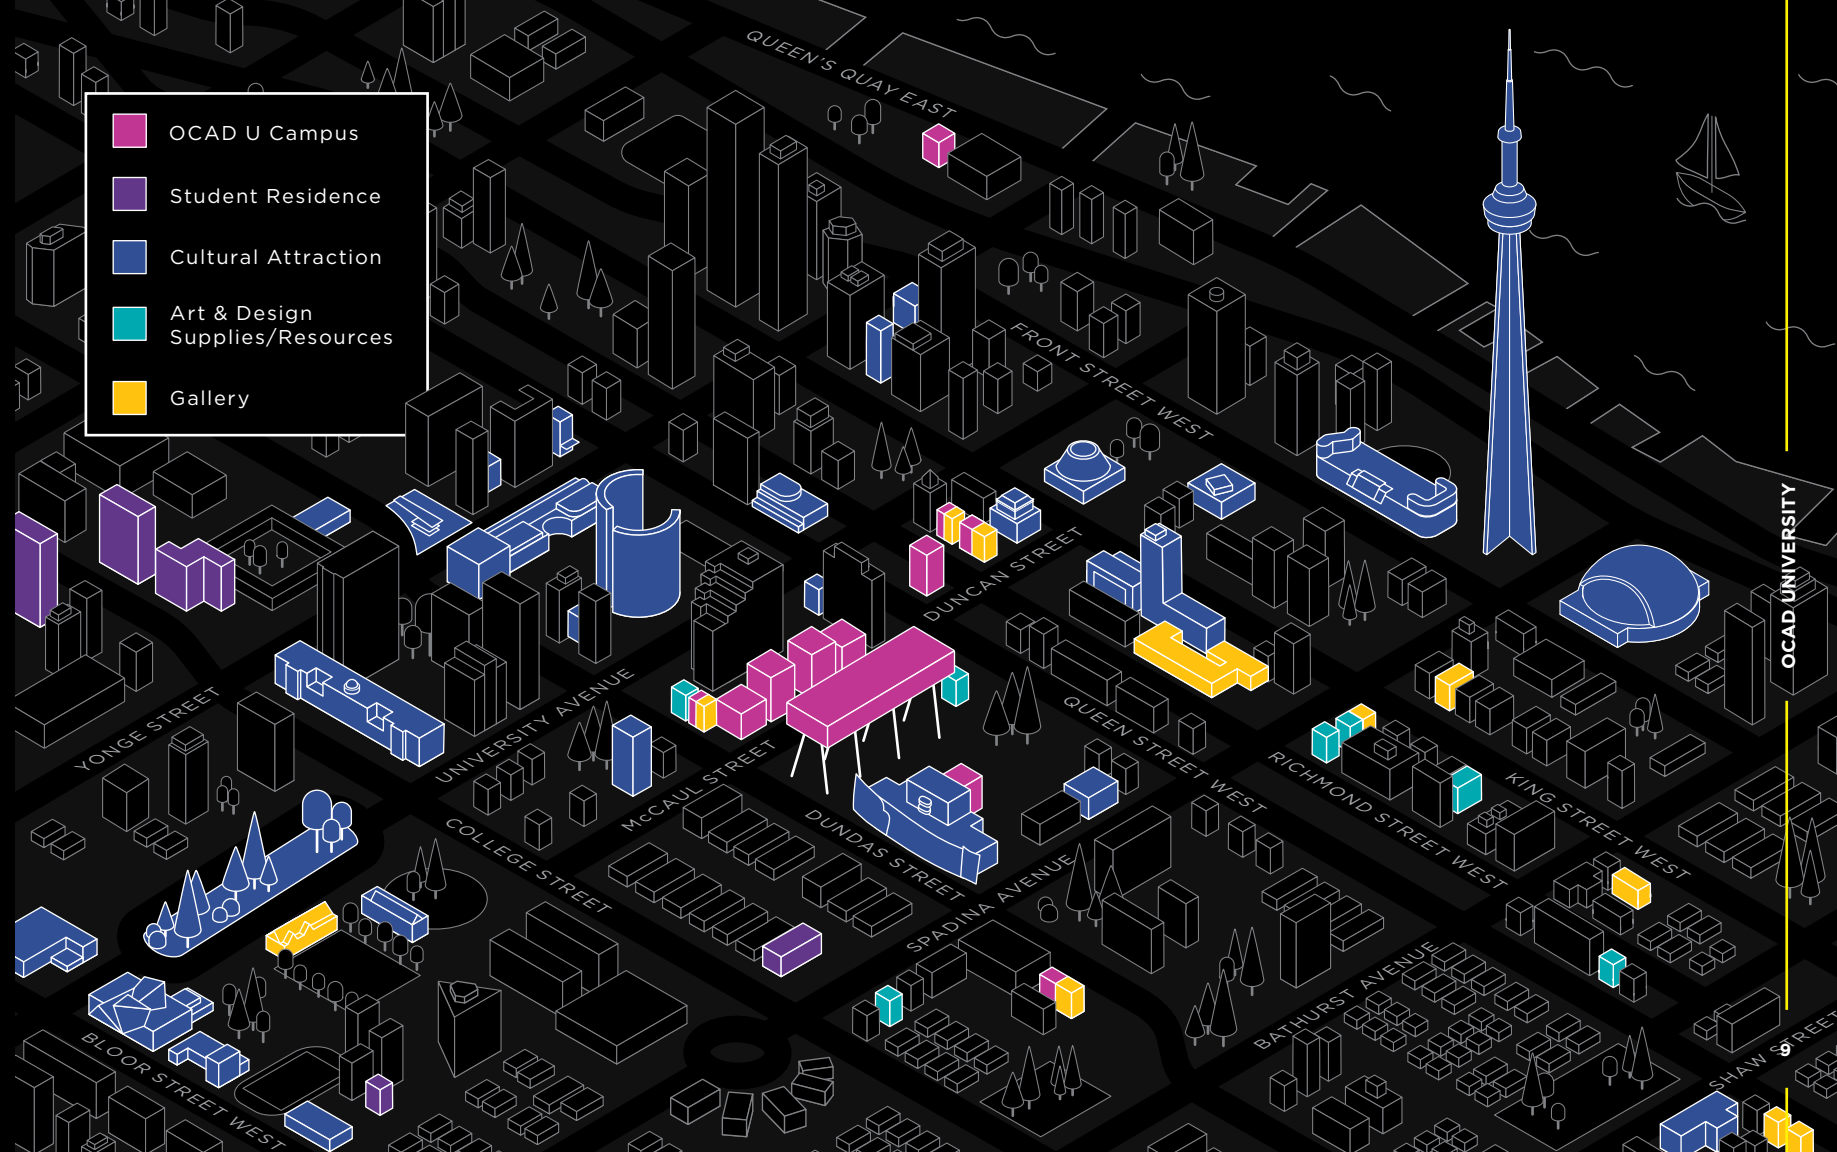 QUEEN'S QUAY EAST
OCAD U Campus
Student Residence
Cultural Attraction
Art & Design
Supplies/Resources
Gallery
FRONT STREET WEST
DUNCAN STREET
YONGE STREET
UNIVERSITY AVENUE
McCAUL STREET
QUEEN STREET WEST
RICHMOND STREET WEST
KING STREET WEST
COLLEGE STREET
DUNDAS STREET
SPADINA AVENUE
BATHURST AVENUE
BLOOR STREET WEST
SHAW STREET
OCAD UNIVERSITY
9